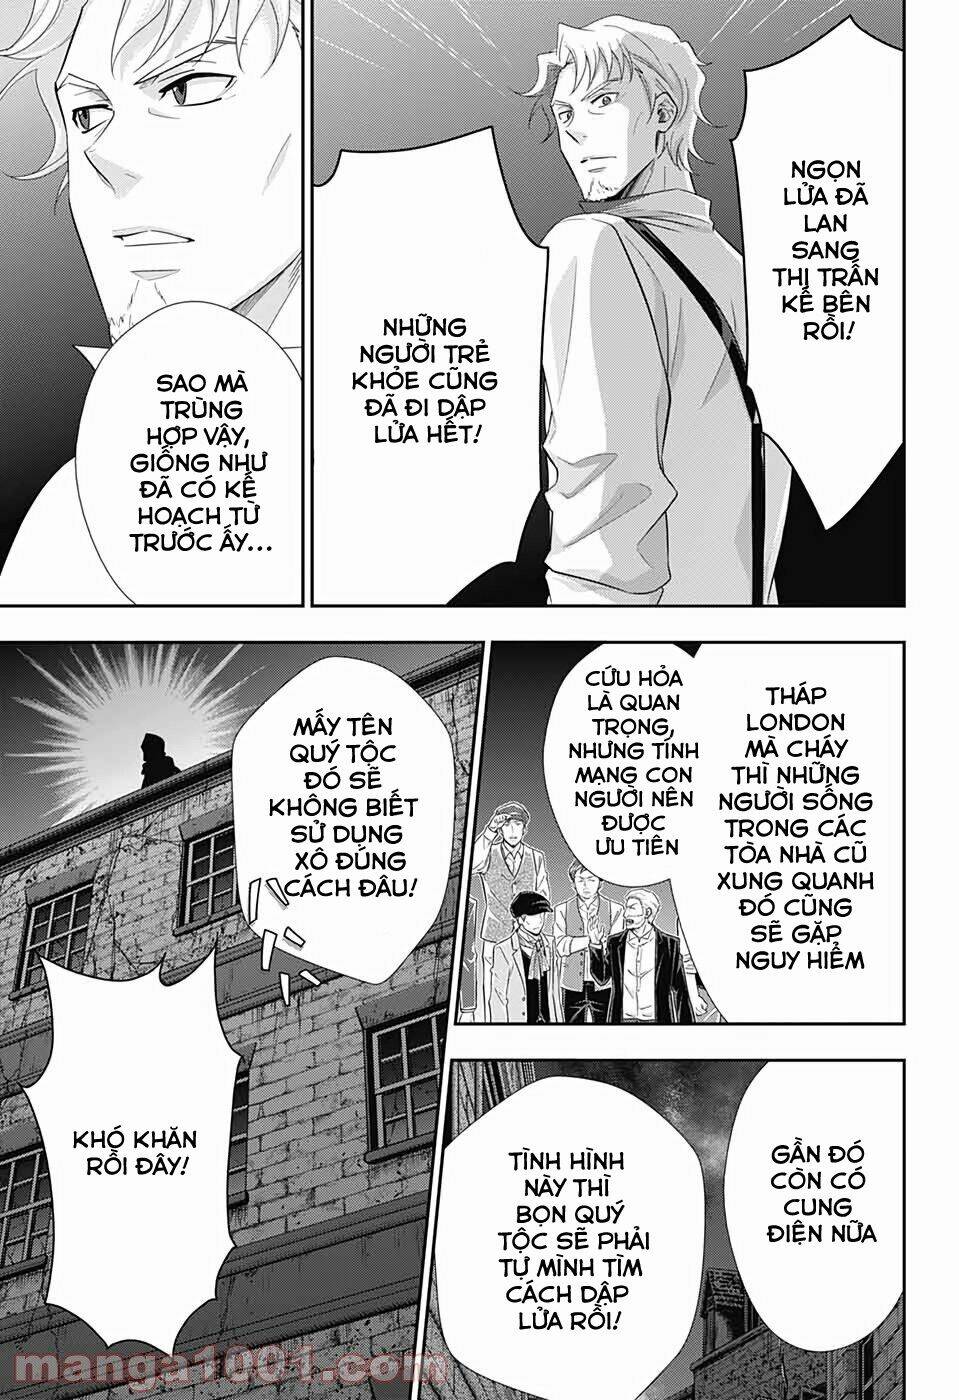 NGỌN
LỬA ĐÃ
LAN
SANG
THỊ TRẤN
KẾ BÊN
RỒI!
NHỮNG
NGƯỜI TRẺ
KHỎE CŨNG
ĐÃ ĐI DẬP
LỬA HẾT!
SAO MÀ
TRÙNG
HỢP VẬY,
GIỐNG NHƯ
ĐÃ CÓ KẾ
HOẠCH TỪ
TRƯỚC ẤY...
THÁP
LONDON
MÀ CHÁY
THÌ NHỮNG
NGƯỜI SỐNG
TRONG CÁC
TÒA NHÀ CŨ
XUNG QUANH
ĐÓ CŨNG
SẼ GẶP
NGUY HIỂM
CỨU HỎA
LÀ QUAN
TRỌNG,
NHƯNG TÍNH
MẠNG CON
NGƯỜI NÊN
ĐƯỢC
ƯU TIÊN
MẤY TÊN
QUÝ TỘC
ĐÓ SẼ
KHÔNG BIẾT
SỬ DỤNG
XÔ ĐÚNG
CÁCH ĐÂU!
GẦN ĐÓ
CÒN CÓ
CUNG
ĐIỆN NỮA
TÌNH HÌNH
NÀY THÌ
BỌN QUÝ
TỘC SẼ PHẢI
TỰ MÌNH TÌM
CÁCH DẬP
LỬA RỒI!
KHÓ KHĂN
RỒI ĐÂY!
manga1001.com